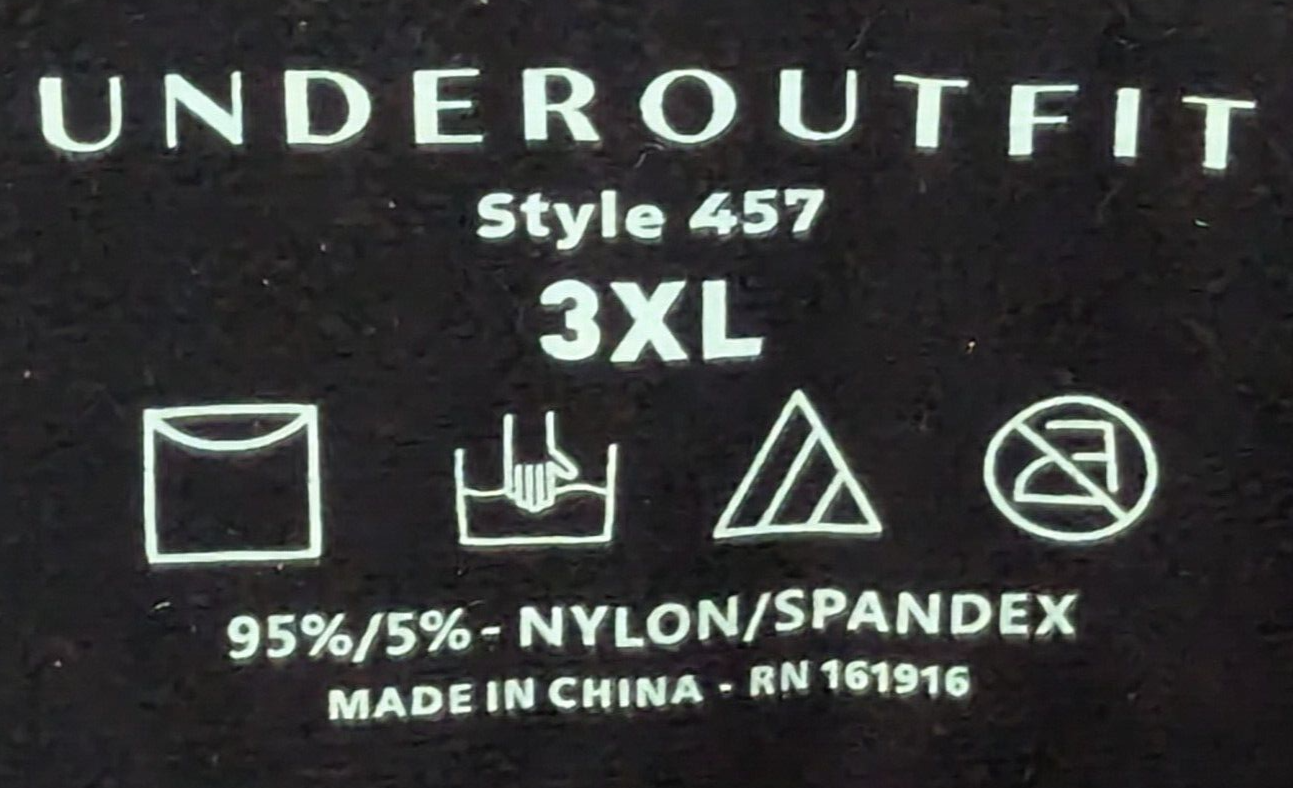 UNDEROUTFIT
Style 457
3XL
95%/5%- NYLON/SPANDEX
MADE IN CHINA - RN 161916